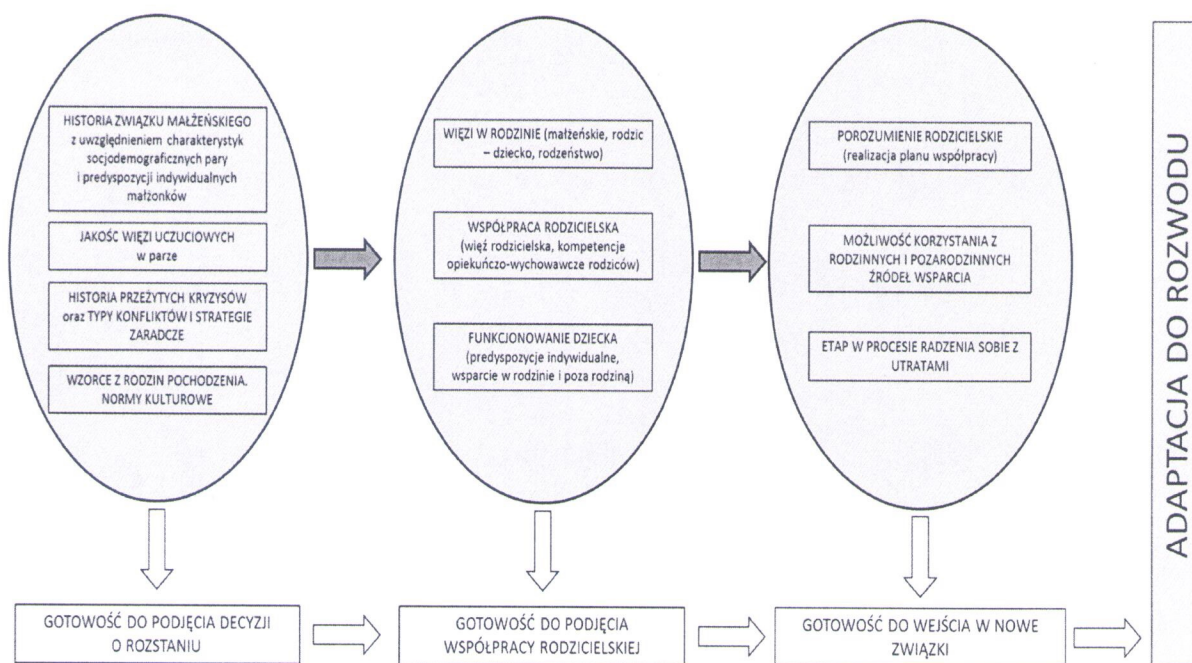 HISTORIA ZWIĄZKU MAŁŻEŃSKIEGO
z uwzględnieniem charakterystyk
socjodemograficznych pary
i predyspozycji indywidualnych
małżonków
JAKOŚĆ WIĘZI UCZUCIOWYCH
w parze
HISTORIA PRZEŻYTYCH KRYZYSÓW
oraz TYPY KONFLIKTÓW I STRATEGIE
ZARADCZE
WZORCE Z RODZIN POCHODZENIA.
NORMY KULTUROWE
WIĘZI W RODZINIE (małżeńskie, rodzic
– dziecko, rodzeństwo)
WSPÓŁPRACA RODZICIELSKA
(więź rodzicielska, kompetencje
opiekuńczo-wychowawcze rodziców)
FUNKCJONOWANIE DZIECKA
(predyspozycje indywidualne,
wsparcie w rodzinie i poza rodziną)
POROZUMIENIE RODZICIELSKIE
(realizacja planu współpracy)
MOŻLIWOŚĆ KORZYSTANIA Z
RODZINNYCH I POZARODZINNYCH
ŹRÓDEŁ WSPARCIA
ETAP W PROCESIE RADZENIA SOBIE Z
UTRATAMI
GOTOWOŚĆ DO PODJĘCIA DECYZJI
O ROZSTANIU
GOTOWOŚĆ DO PODJĘCIA
WSPÓŁPRACY RODZICIELSKIEJ
GOTOWOŚĆ DO WEJŚCIA W NOWE
ZWIĄZKI
ADAPTACJA DO ROZWODU